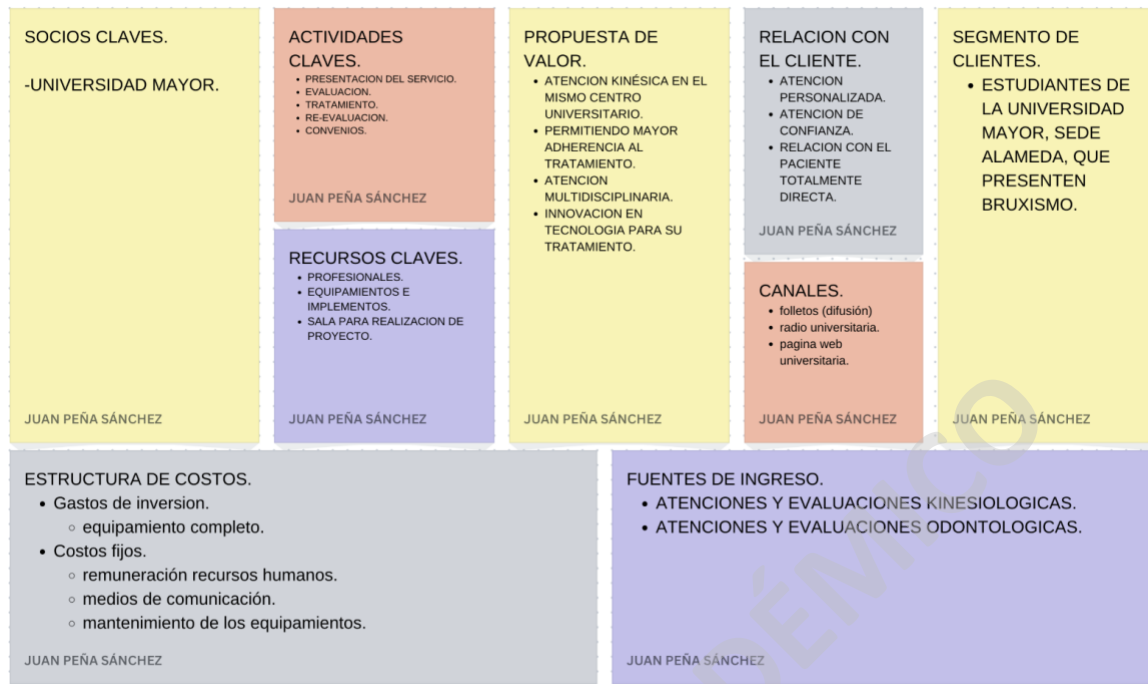 SOCIOS CLAVES.
-UNIVERSIDAD MAYOR.
JUAN PEÑA SÁNCHEZ
ACTIVIDADES
CLAVES.
• PRESENTACION DEL SERVICIO.
• EVALUACION.
• TRATAMIENTO.
• RE-EVALUACION.
• CONVENIOS.
JUAN PEÑA SÁNCHEZ
RECURSOS CLAVES.
• PROFESIONALES.
• EQUIPAMIENTOS E
IMPLEMENTOS.
• SALA PARA REALIZACION DE
PROYECTO.
JUAN PEÑA SÁNCHEZ
PROPUESTA DE
VALOR.
• ATENCION KINÉSICA EN EL
MISMO CENTRO
UNIVERSITARIO.
• PERMITIENDO MAYOR
ADHERENCIA AL
TRATAMIENTO.
• ATENCION
MULTIDISCIPLINARIA.
• INNOVACION EN
TECNOLOGIA PARA SU
TRATAMIENTO.
JUAN PEÑA SÁNCHEZ
RELACION CON
EL CLIENTE.
• ATENCION
PERSONALIZADA.
• ATENCION DE
CONFIANZA.
• RELACION CON EL
PACIENTE
TOTALMENTE
DIRECTA.
JUAN PEÑA SÁNCHEZ
CANALES.
• folletos (difusión)
• radio universitaria.
• pagina web
universitaria.
JUAN PEÑA SÁNCHEZ
SEGMENTO DE
CLIENTES.
• ESTUDIANTES DE
LA UNIVERSIDAD
MAYOR, SEDE
ALAMEDA, QUE
PRESENTEN
BRUXISMO.
JUAN PEÑA SÁNCHEZ
ESTRUCTURA DE COSTOS.
• Gastos de inversion.
◦ equipamiento completo.
• Costos fijos.
◦ remuneración recursos humanos.
◦ medios de comunicación.
◦ mantenimiento de los equipamientos.
JUAN PEÑA SÁNCHEZ
FUENTES DE INGRESO.
• ATENCIONES Y EVALUACIONES KINESIOLOGICAS.
• ATENCIONES Y EVALUACIONES ODONTOLOGICAS.
JUAN PEÑA SÁNCHEZ